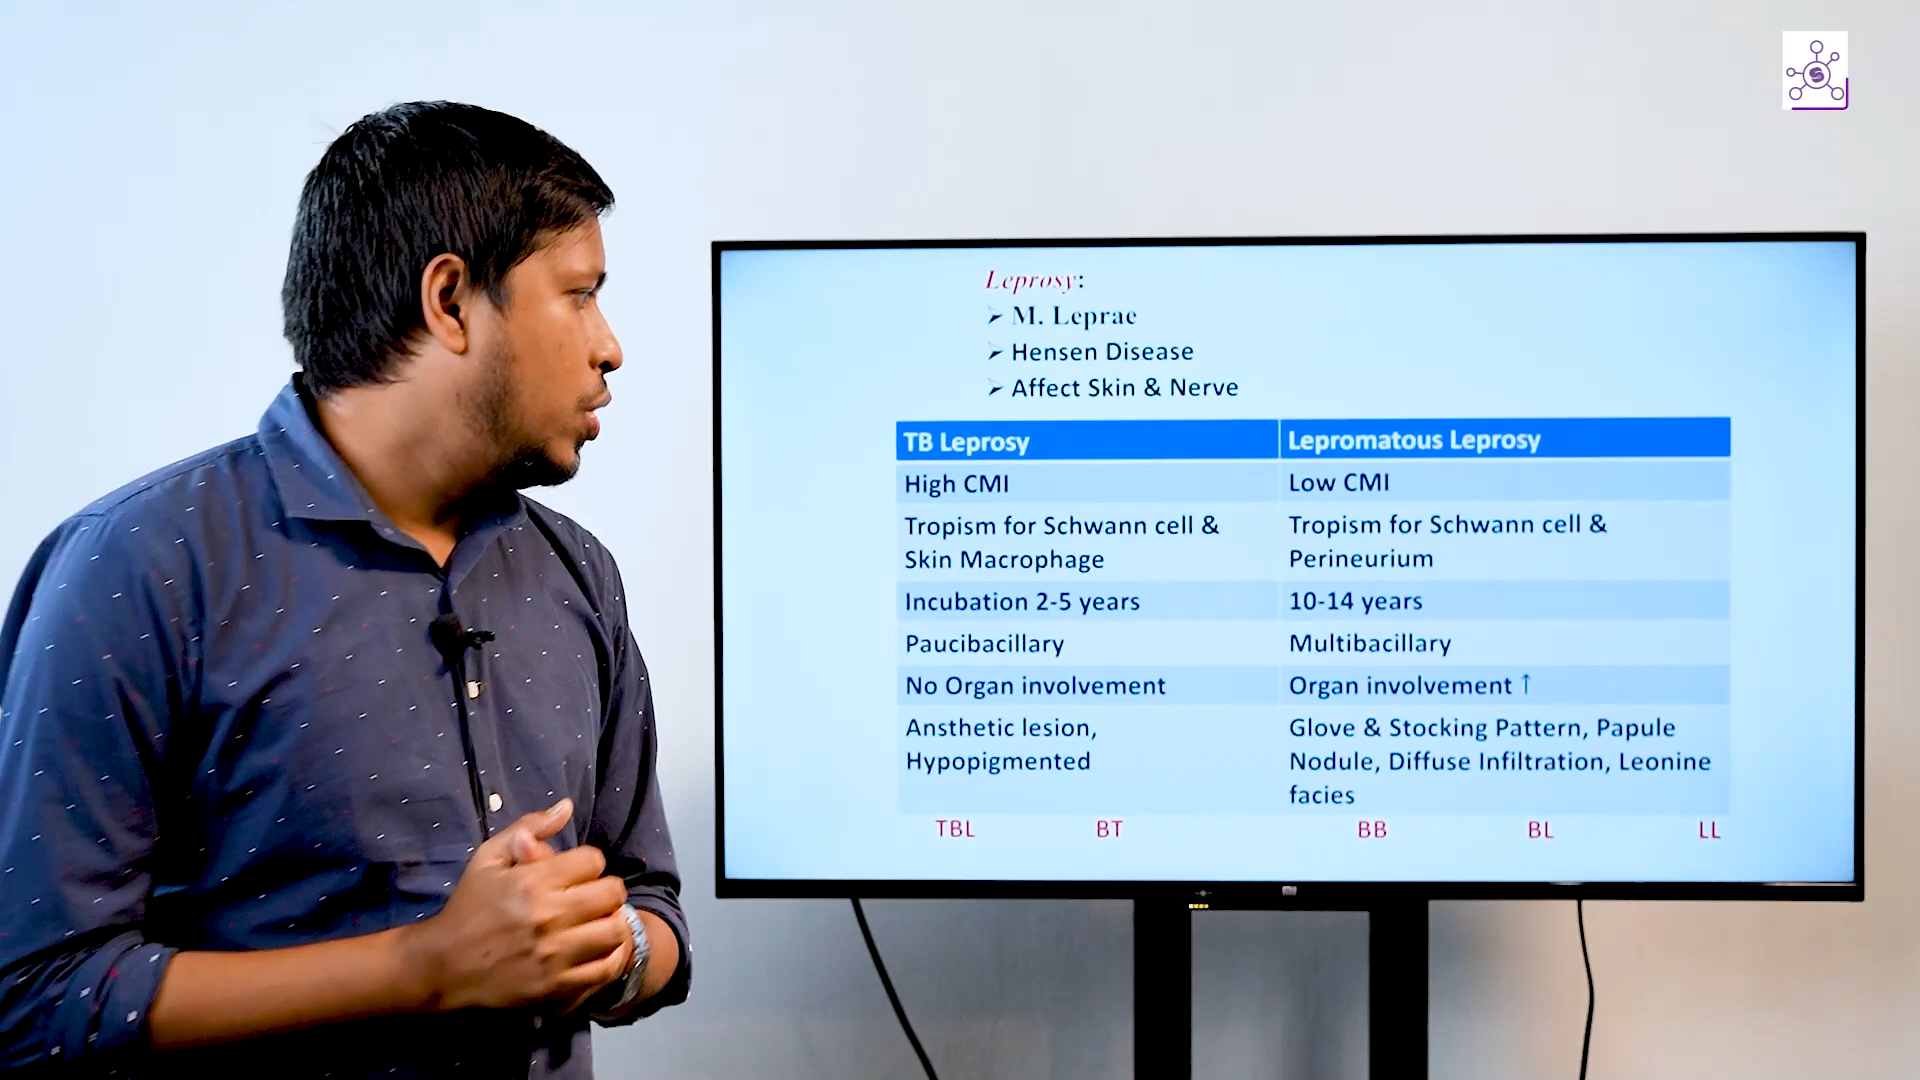 Leprosy:
➢ M. Leprae
➢ Hensen Disease
➢ Affect Skin & Nerve
TB Leprosy
Lepromatous Leprosy
High CMI
Low CMI
Tropism for Schwann cell &
Skin Macrophage
Tropism for Schwann cell &
Perineurium
Incubation 2-5 years
10-14 years
Paucibacillary
Multibacillary
No Organ involvement
Organ involvement ↑
Ansthetic lesion,
Hypopigmented
Glove & Stocking Pattern, Papule
Nodule, Diffuse Infiltration, Leonine
facies
TBL BT BB BL LL
S